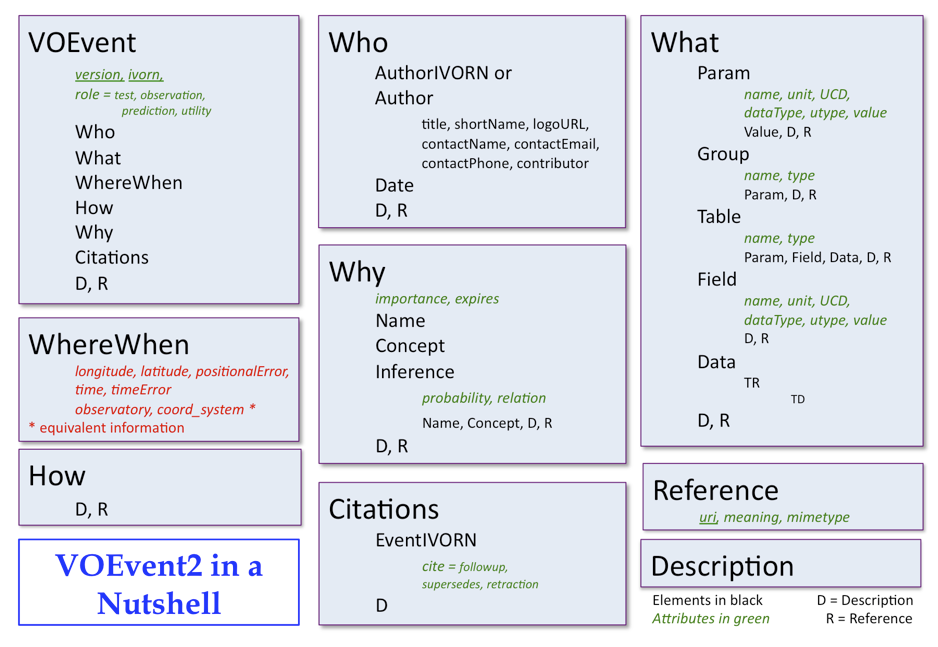 VOEvent
version, ivorn,
role = test, observation,
prediction, utility
Who
What
WhereWhen
How
Why
Citations
D, R
WhereWhen
longitude, latitude, positionalError,
time, timeError
observatory, coord_system *
* equivalent information
How
D, R
VOEvent2 in a
Nutshell
Who
AuthorIVORN or
Author
title, shortName, logoURL,
contactName, contactEmail,
contactPhone, contributor
Date
D, R
Why
importance, expires
Name
Concept
Inference
probability, relation
Name, Concept, D, R
D, R
Citations
EventIVORN
cite = followup,
supersedes, retraction
D
What
Param
name, unit, UCD,
dataType, utype, value
Value, D, R
Group
name, type
Param, D, R
Table
name, type
Param, Field, Data, D, R
Field
name, unit, UCD,
dataType, utype, value
D, R
Data
TR
TD
D, R
Reference
uri, meaning, mimetype
Description
Elements in black D = Description
Attributes in green R = Reference